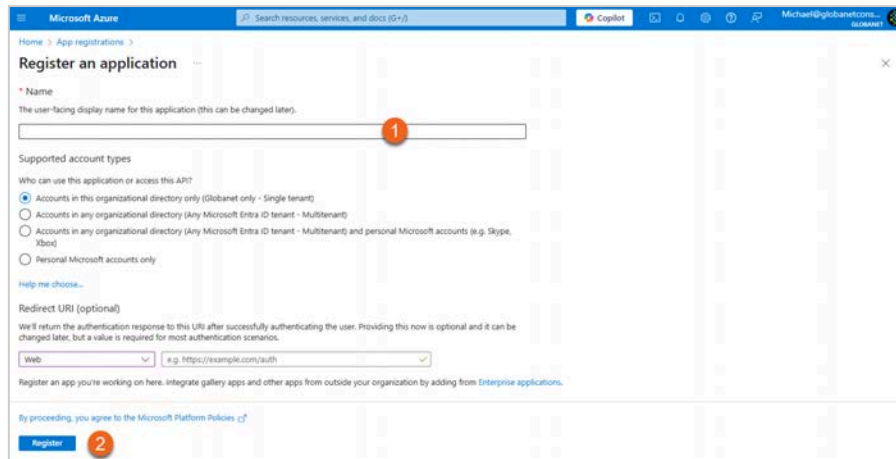 Microsoft Azure
Search resources, services, and docs (G+/)
Copilot
Michael@globanetcons...
GLOBANET
Home > App registrations >
Register an application ...
* Name
The user-facing display name for this application (this can be changed later).
1
Supported account types
Who can use this application or access this API?
Accounts in this organizational directory only (Globanet only - Single tenant)
Accounts in any organizational directory (Any Microsoft Entra ID tenant - Multitenant)
Accounts in any organizational directory (Any Microsoft Entra ID tenant - Multitenant) and personal Microsoft accounts (e.g. Skype,
Xbox)
Personal Microsoft accounts only
Help me choose...
Redirect URI (optional)
We'll return the authentication response to this URI after successfully authenticating the user. Providing this now is optional and it can be
changed later, but a value is required for most authentication scenarios.
Web
e.g. https://example.com/auth
Register an app you're working on here. Integrate gallery apps and other apps from outside your organization by adding from Enterprise applications.
By proceeding, you agree to the Microsoft Platform Policies
Register
2